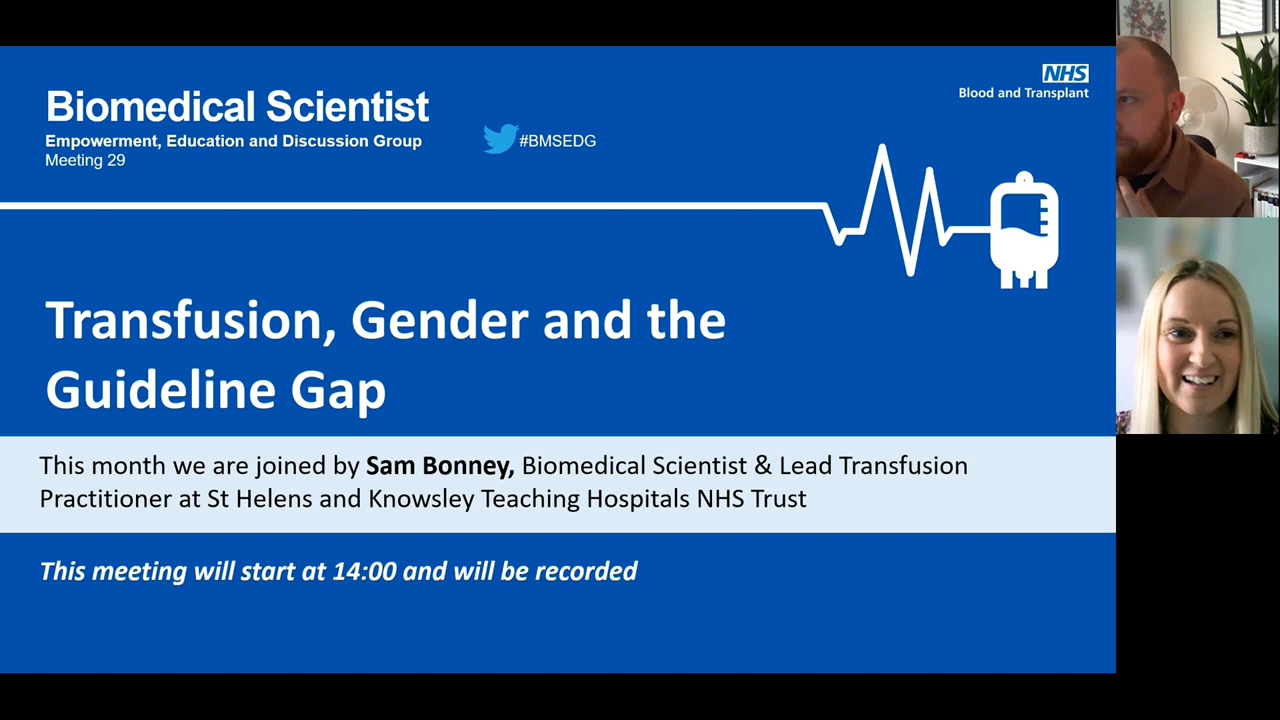 Biomedical Scientist
Empowerment, Education and Discussion Group
Meeting 29
#BMSEDG
NHS
Blood and Transplant
Transfusion, Gender and the
Guideline Gap
This month we are joined by Sam Bonney, Biomedical Scientist & Lead Transfusion
Practitioner at St Helens and Knowsley Teaching Hospitals NHS Trust
This meeting will start at 14:00 and will be recorded